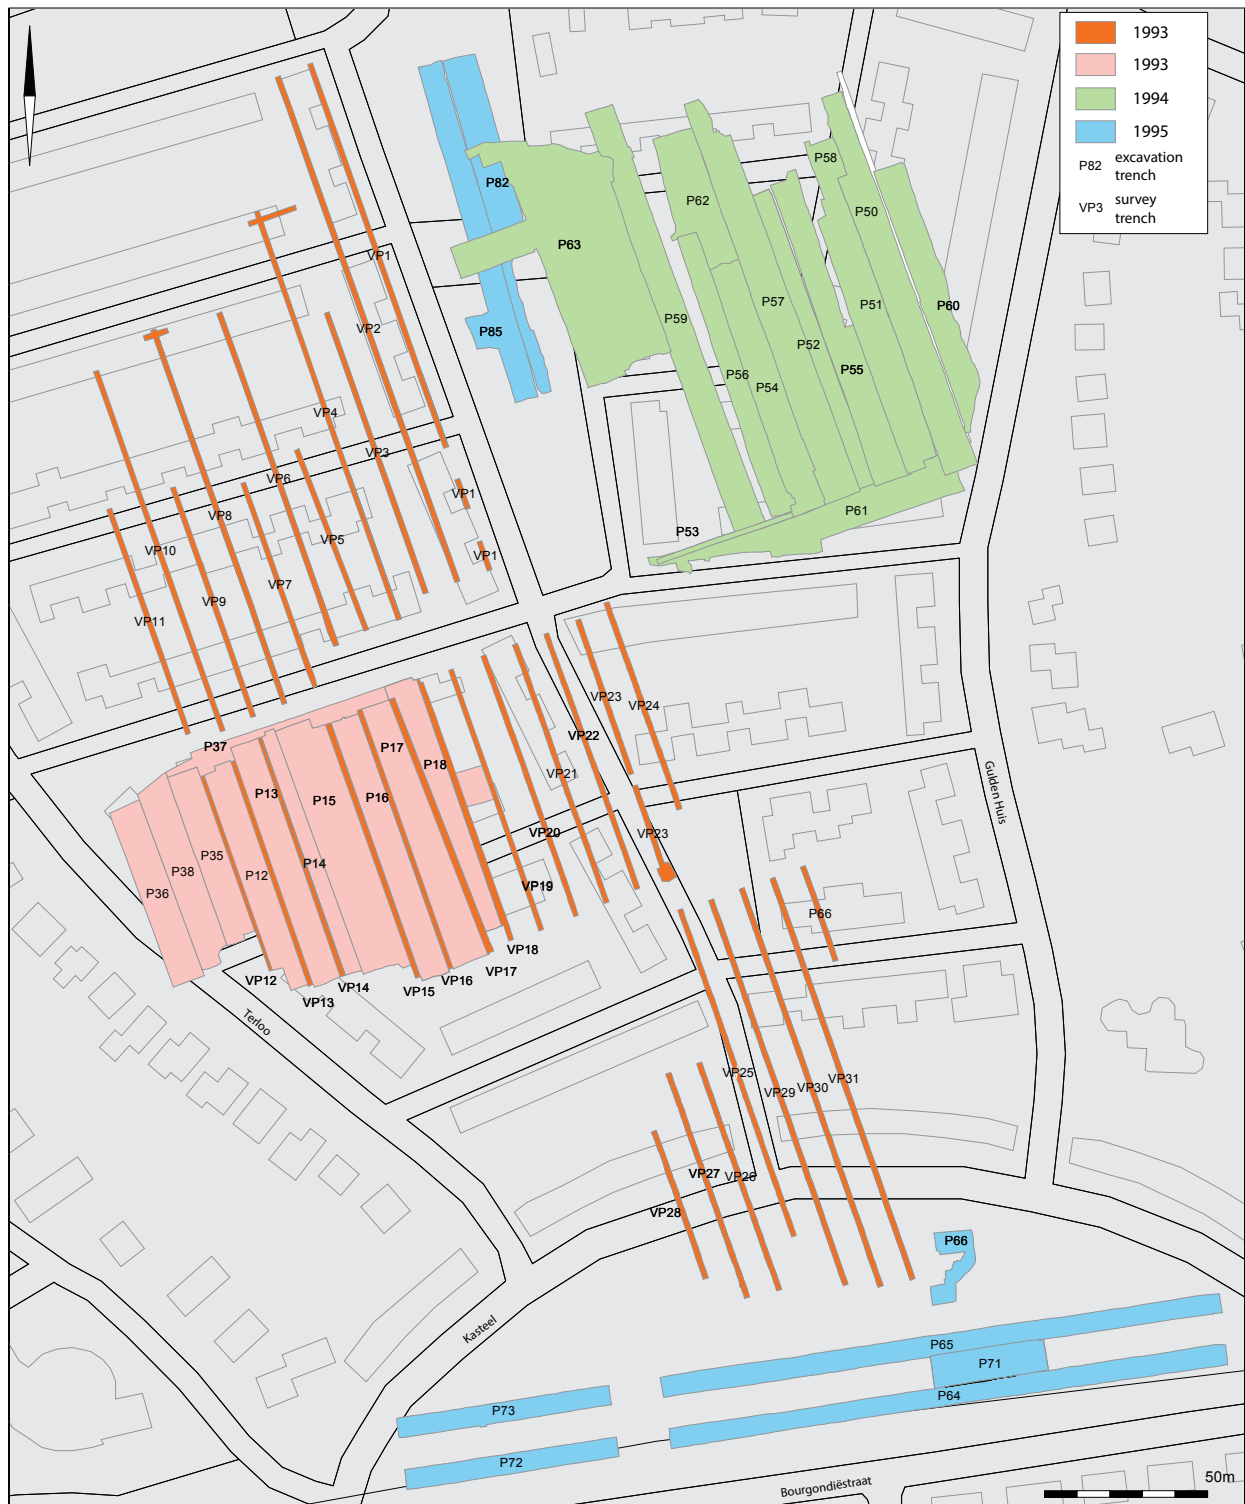 1993
1993
1994
1995
P82 excavation
trench
VP3 survey
trench
P82
P63
P85
P59
P62
P58
P50
P57
P51
P60
P52
P55
P56
P54
P53
P61
VP1
VP2
VP4
VP3
VP6
VP1
VP8
VP5
VP10
VP1
VP7
VP9
VP11
P37
P17
P18
P13
P15
P16
P14
P35
P38
P12
P36
VP12
VP13
VP14
VP15
VP16
VP17
VP18
VP19
VP20
VP21
VP22
VP23
VP24
VP23
Gulden Huis
P66
Terloo
VP25
VP29
VP30
VP31
VP27
VP26
VP28
P66
Kasteel
P65
P71
P64
P73
P72
Bourgondiëstraat
50m